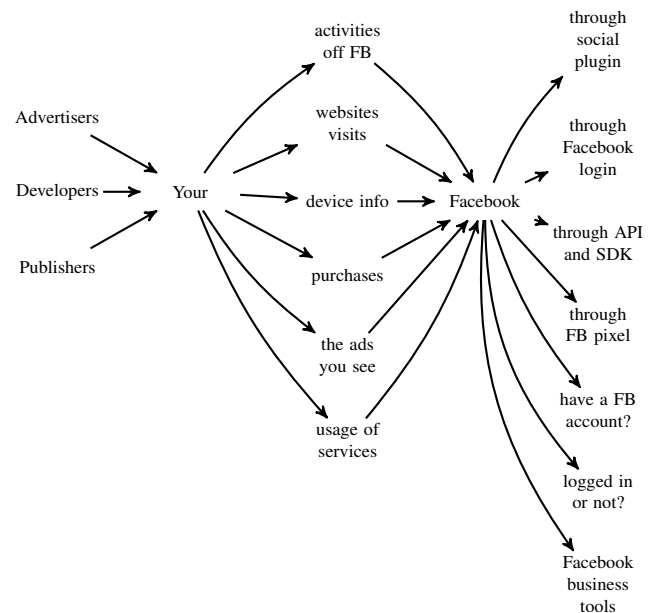 Advertisers
Developers
Publishers
Your
activities
off FB
websites
visits
device info
purchases
the ads
you see
usage of
services
Facebook
through
social
plugin
through
Facebook
login
through API
and SDK
through
FB pixel
have a FB
account?
logged in
or not?
Facebook
business
tools